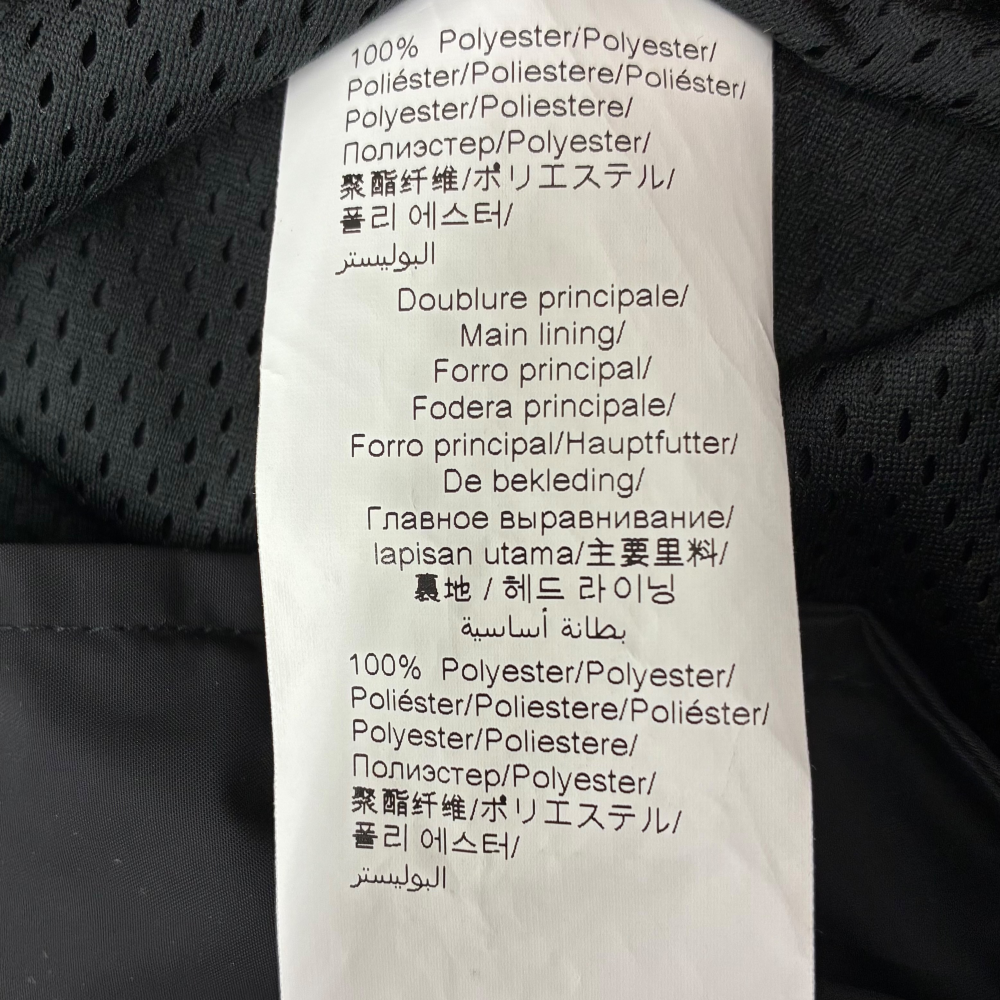 100% Polyester/Polyester/
Poliéster/Poliestere/Poliéster/
Polyester/Poliestere/
Полиэстер/Polyester/
聚酯纤维/ポリエステル/
폴리 에스터/
البوليستر
Doublure principale/
Main lining/
Forro principal/
Fodera principale/
Forro principal/Hauptfutter/
De bekleding/
Главное выравнивание/
lapisan utama/主要里料/
裏地 / 헤드 라이닝
بطانة أساسية
100% Polyester/Polyester/
Poliéster/Poliestere/Poliéster/
Polyester/Poliestere/
Полиэстер/Polyester/
聚酯纤维/ポリエステル/
폴리 에스터/
البوليستر